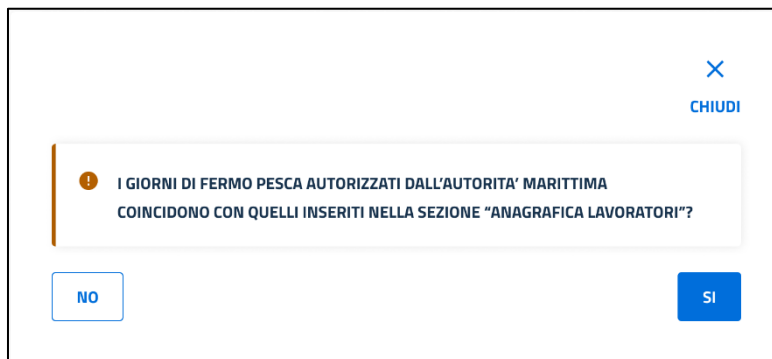 CHIUDI
I GIORNI DI FERMO PESCA AUTORIZZATI DALL'AUTORITA' MARITTIMA
COINCIDONO CON QUELLI INSERITI NELLA SEZIONE “ANAGRAFICA LAVORATORI”?
NO
SI